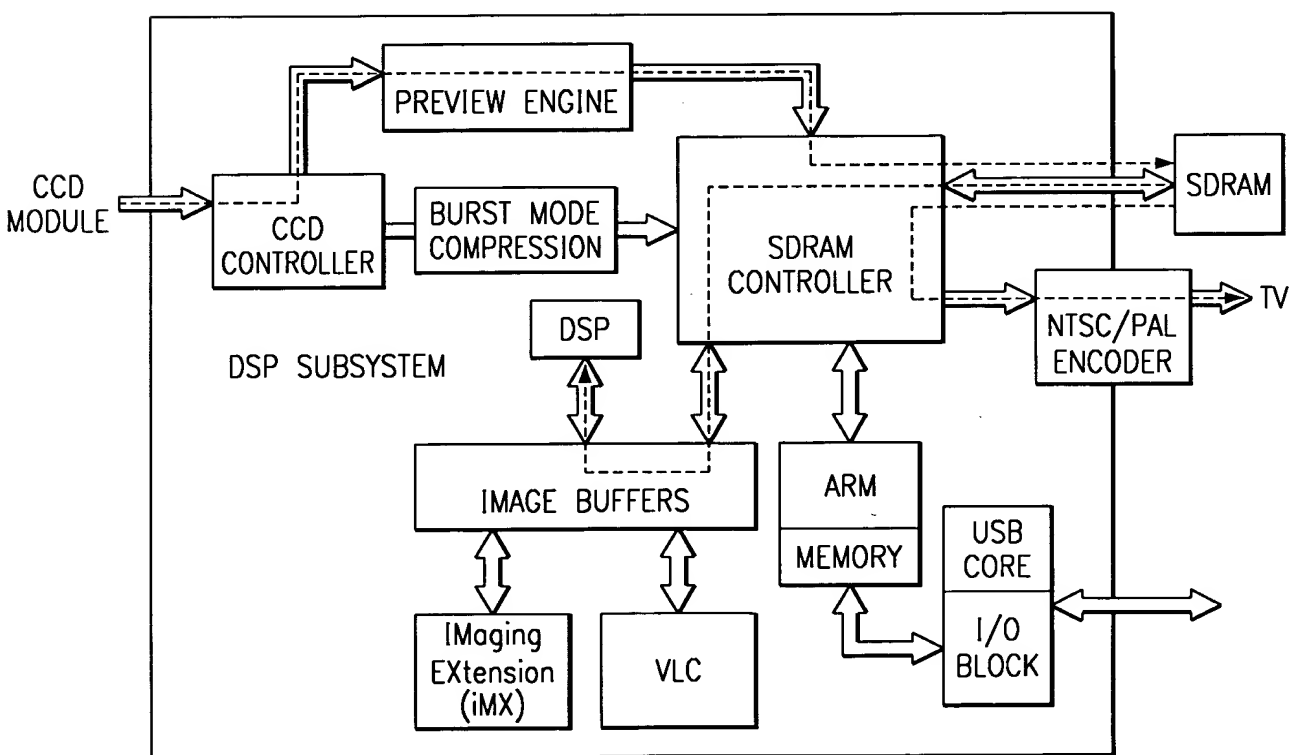 PREVIEW ENGINE
CCD
MODULE
CCD
CONTROLLER
BURST MODE
COMPRESSION
SDRAM
CONTROLLER
SDRAM
NTSC/PAL
ENCODER
TV
DSP
DSP SUBSYSTEM
IMAGE BUFFERS
ARM
MEMORY
USB
CORE
I/O
BLOCK
IMaging
EXtension
(iMX)
VLC